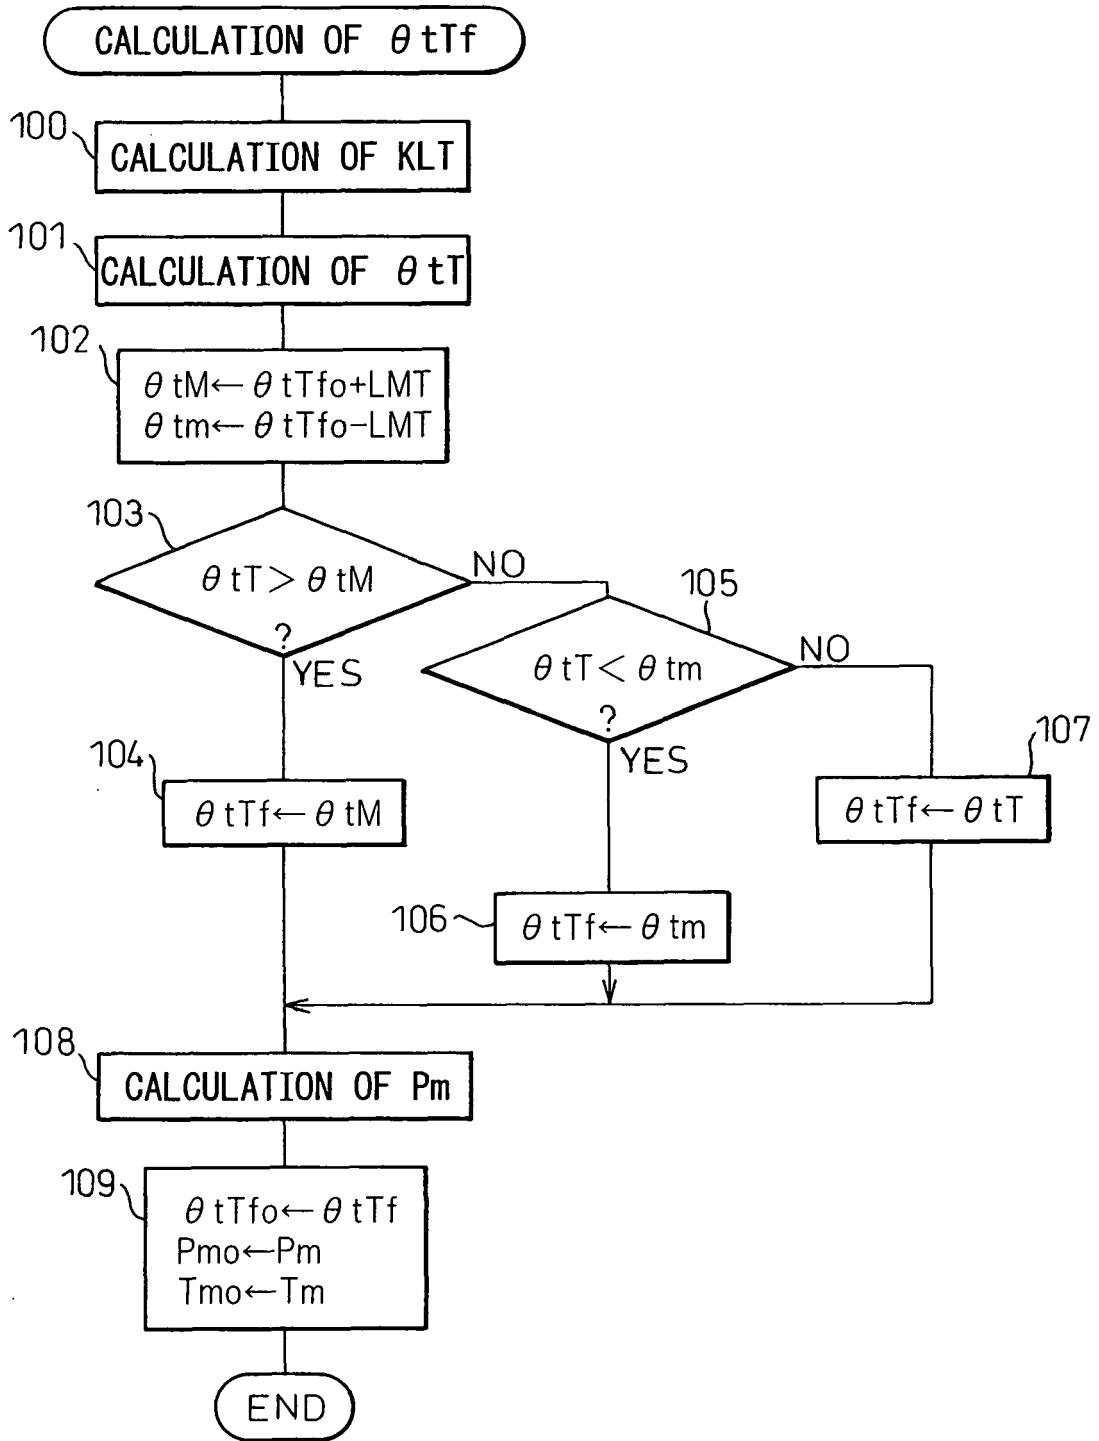 CALCULATION OF θtTf
100
CALCULATION OF KLT
101
CALCULATION OF θtT
102
θtM←θtTfo+LMT
θtm←θtTfo−LMT
103
θtT>θtM
?
NO
YES
105
θtT<θtm
?
NO
YES
104
θtTf←θtM
107
θtTf←θtT
106
θtTf←θtm
108
CALCULATION OF Pm
109
θtTfo←θtTf
Pmo←Pm
Tmo←Tm
END